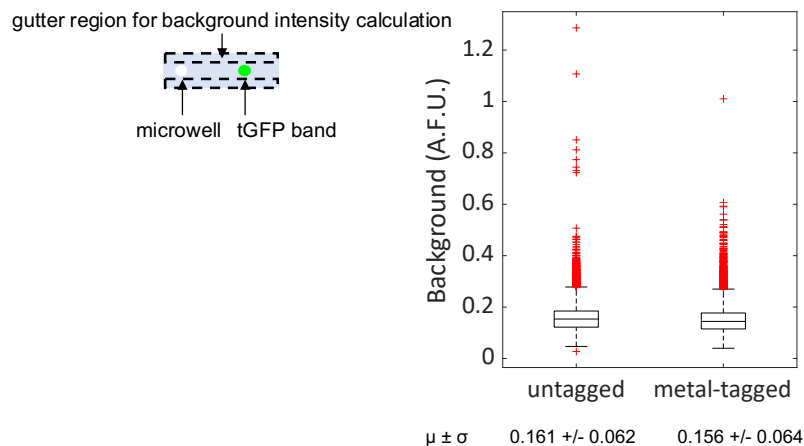 gutter region for background intensity calculation
microwell tGFP band
Background (A.F.U.)
1.2
1
0.8
0.6
0.4
0.2
0
untagged metal-tagged
μ ± σ 0.161 +/- 0.062 0.156 +/- 0.064